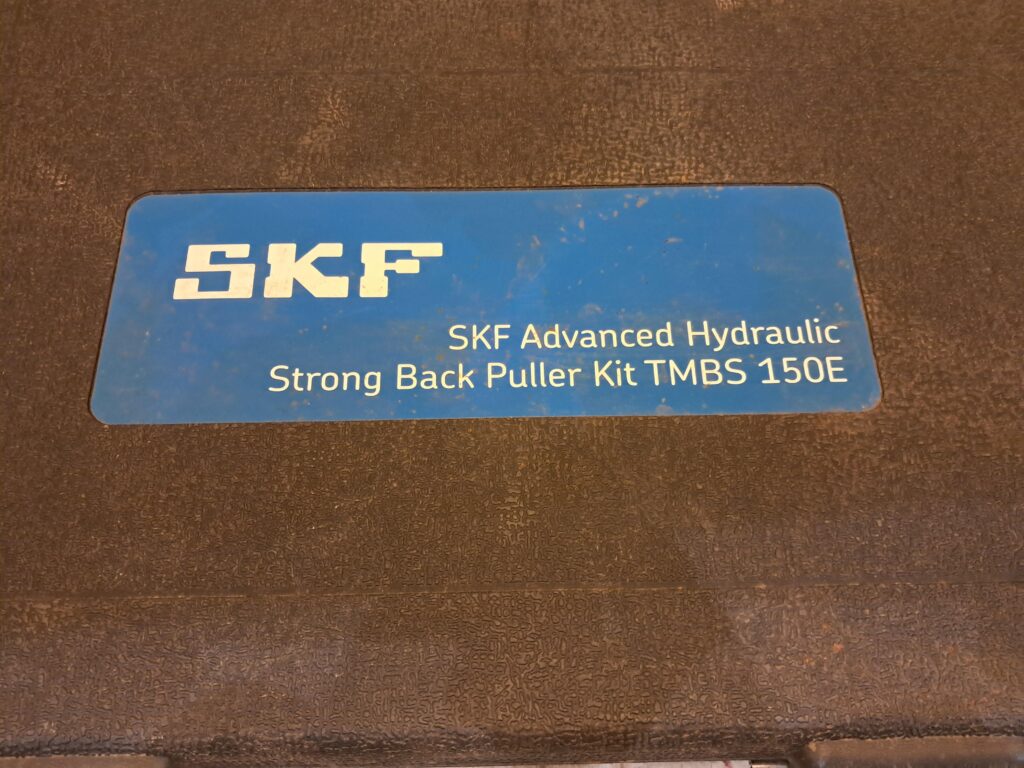 SKF
SKF Advanced Hydraulic
Strong Back Puller Kit TMBS 150E